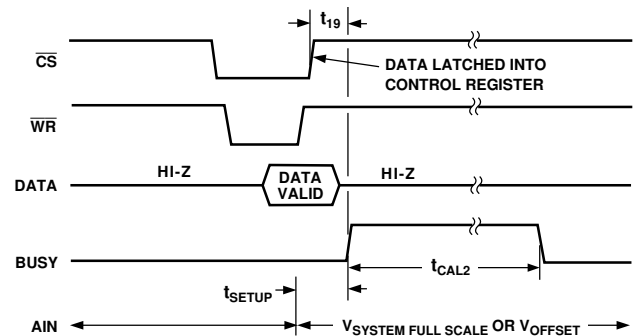 t19
CS
DATA LATCHED INTO
CONTROL REGISTER
WR
DATA
HI-Z
DATA
VALID
HI-Z
BUSY
tCAL2
tSETUP
AIN
VSYSTEM FULL SCALE OR VOFFSET